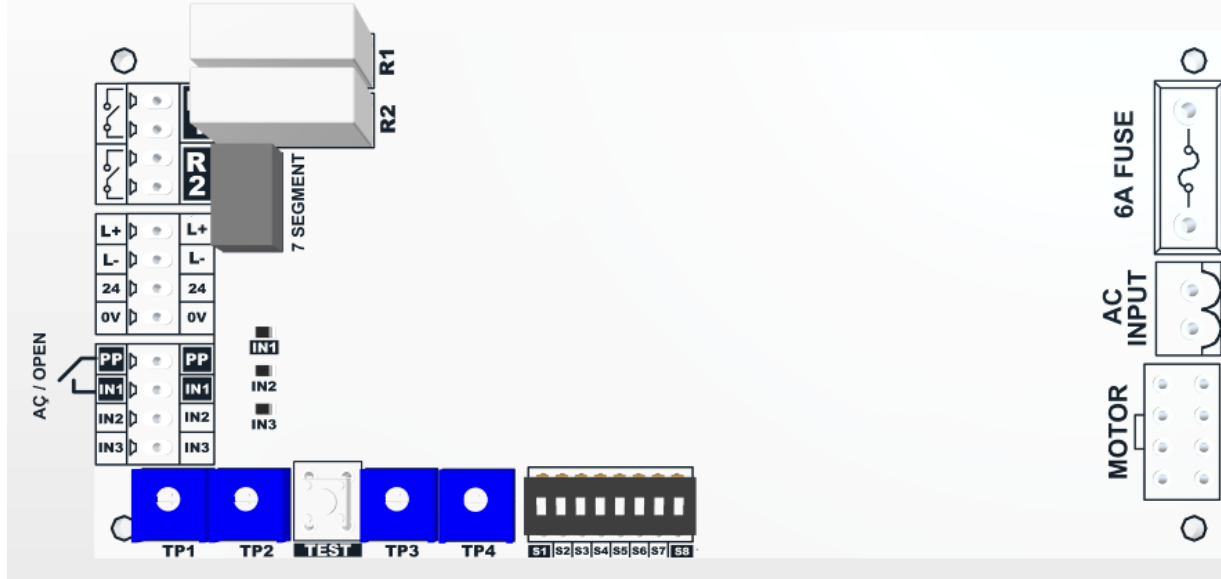 R1
R2
R
2
7 SEGMENT
L+
L+
L-
L-
24
24
0V
0V
AÇ / OPEN
PP
PP
IN1
IN1
IN2
IN2
IN3
IN3
IN1
IN2
IN3
TP1
TP2
TEST
TP3
TP4
S1 S2 S3 S4 S5 S6 S7 S8
6A FUSE
AC
INPUT
MOTOR